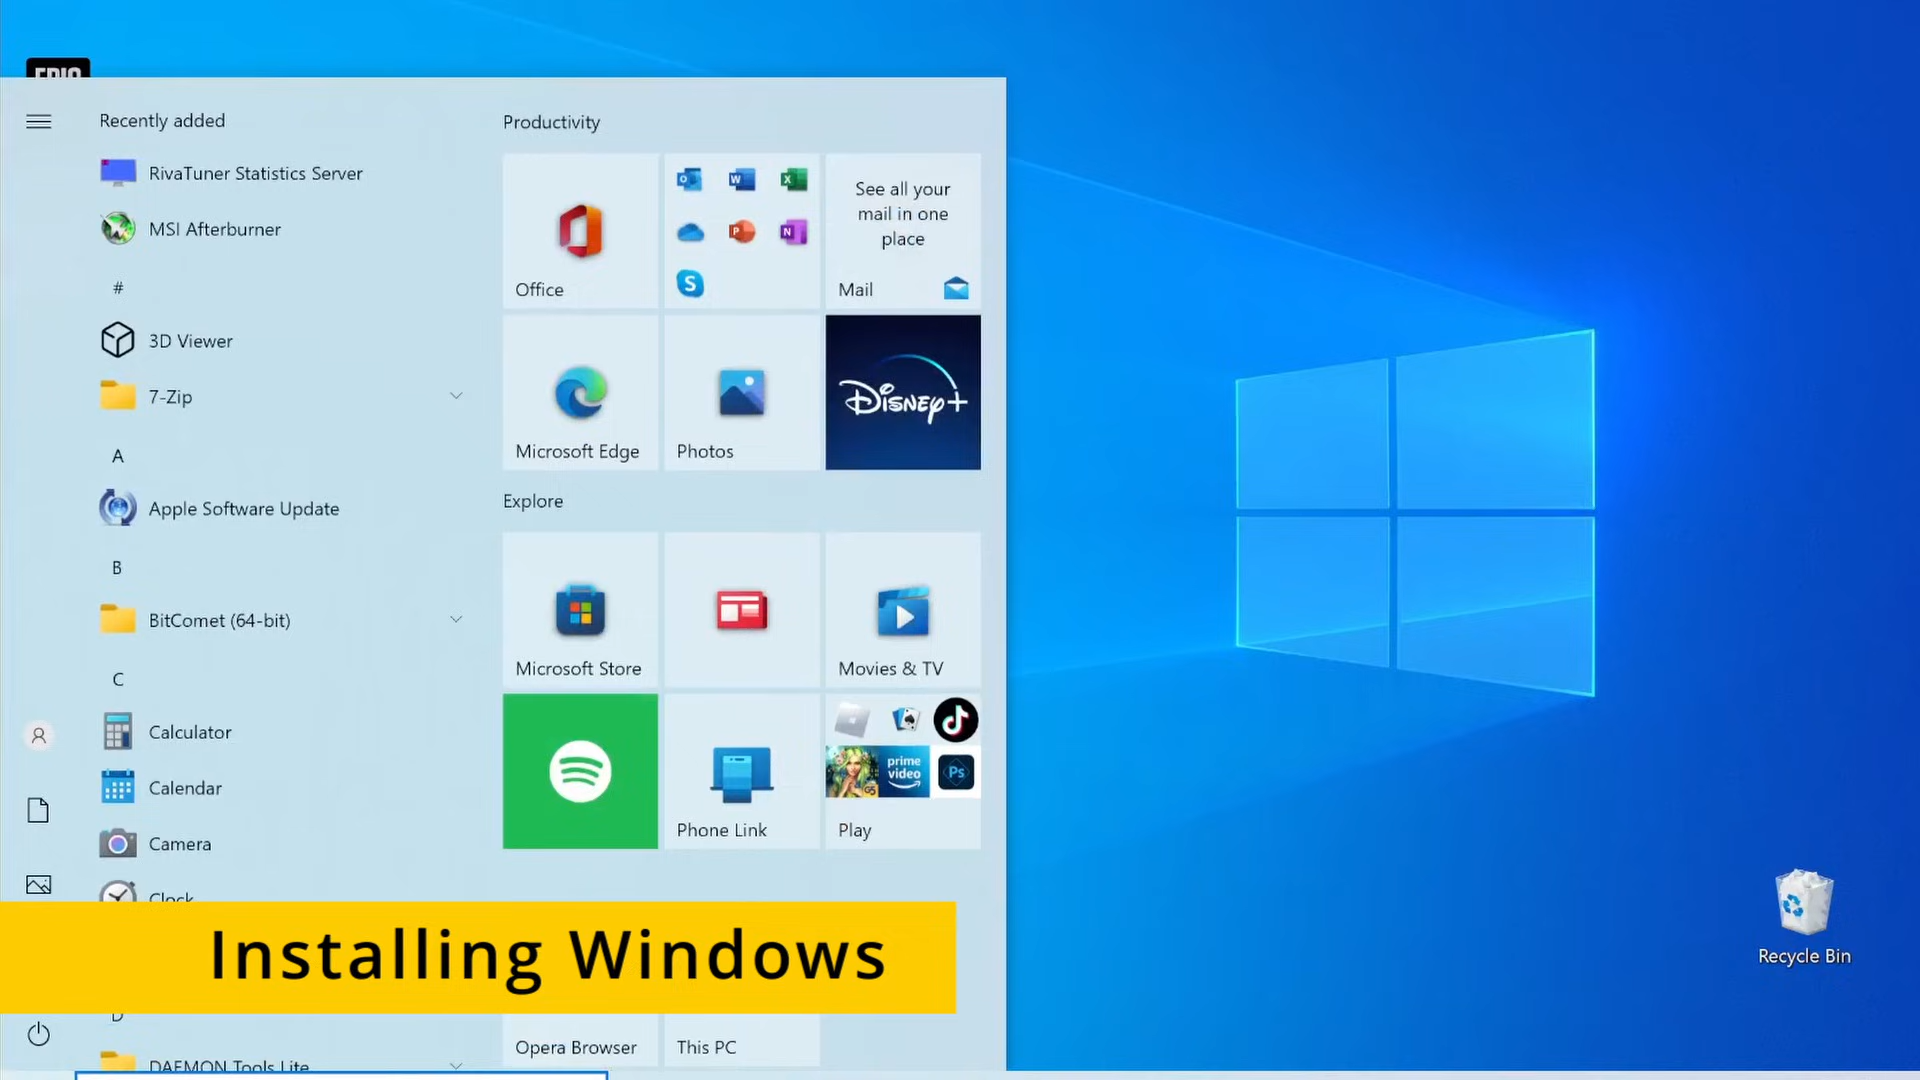 EPIC
Recently added
RivaTuner Statistics Server
MSI Afterburner
#
3D Viewer
7-Zip
A
Apple Software Update
B
BitComet (64-bit)
C
Calculator
Calendar
Camera
Clock
D
DAEMON Tools Lite
Productivity
O
W
X
P
N
S
Office
See all your
mail in one
place
Mail
Microsoft Edge
Photos
Disney+
Explore
Microsoft Store
Movies & TV
Phone Link
prime
video
G5
Ps
Play
Opera Browser
This PC
Installing Windows
Recycle Bin